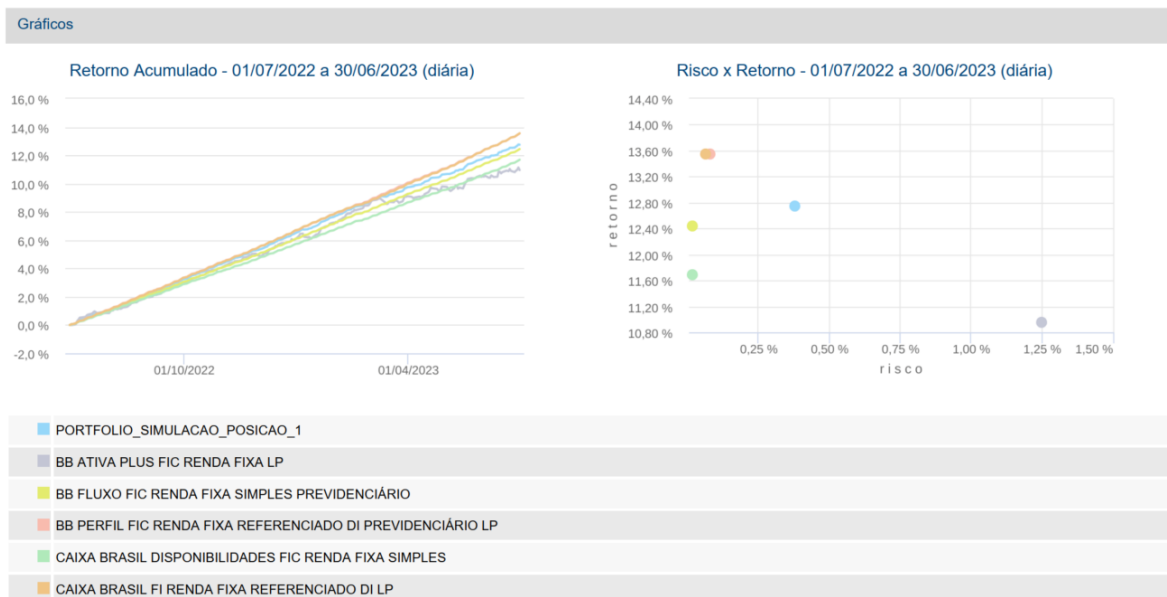 Gráficos
Retorno Acumulado - 01/07/2022 a 30/06/2023 (diária)
16,0 %
14,0 %
12,0 %
10,0 %
8,0 %
6,0 %
4,0 %
2,0 %
0,0 %
-2,0 %
01/10/2022
01/04/2023
Risco x Retorno - 01/07/2022 a 30/06/2023 (diária)
retorno
14,40 %
14,00 %
13,60 %
13,20 %
12,80 %
12,40 %
12,00 %
11,60 %
11,20 %
10,80 %
0,25 %
0,50 %
0,75 %
1,00 %
1,25 %
1,50 %
risco
PORTFOLIO_SIMULACAO_POSICAO_1
BB ATIVA PLUS FIC RENDA FIXA LP
BB FLUXO FIC RENDA FIXA SIMPLES PREVIDENCIÁRIO
BB PERFIL FIC RENDA FIXA REFERENCIADO DI PREVIDENCIÁRIO LP
CAIXA BRASIL DISPONIBILIDADES FIC RENDA FIXA SIMPLES
CAIXA BRASIL FI RENDA FIXA REFERENCIADO DI LP